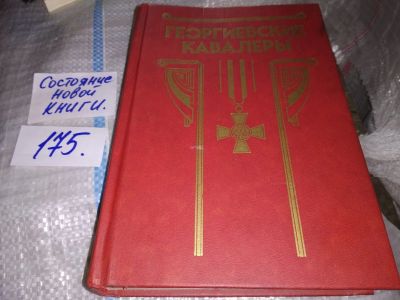 ГЕОРГИЕВСКИЕ
КАВАЛЕРЫ
Состояние
новой
книги.
175.